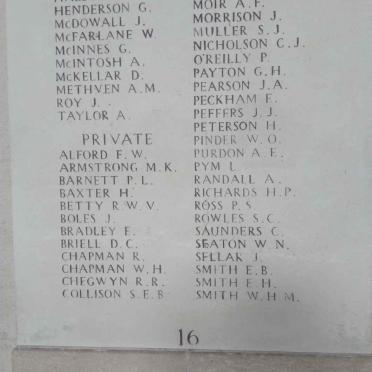 HENDERSON G.
McDOWALL J.
McFARLANE W.
McINNES G.
McINTOSH A.
McKELLAR D.
METHVEN A.M.
ROY J.
TAYLOR A.
PRIVATE
ALFORD F.W.
ARMSTRONG M.K.
BARNETT P.L.
BAXTER H.
BETTY R.W.V.
BOLES J.
BRADLEY E.
BRIELL D.C.
CHAPMAN R.
CHAPMAN W.H.
CHEGWYN R.R.
COLLISON S.E.B.
MOIR A.F.
MORRISON J.
MULLER S.J.
NICHOLSON C.J.
O'REILLY P.
PAYTON G.H.
PEARSON J.A.
PECKHAM E.
PEFFERS J.J.
PETERSON H.
PINDER W.O.
PURDON A.E.
PYM L.
RANDALL A.
RICHARDS H.P.
ROSS P.S.
ROWLES S.C.
SAUNDERS C.
SEATON W.N.
SELLAK J.
SMITH E.B.
SMITH E.H.
SMITH W.H.M.
16